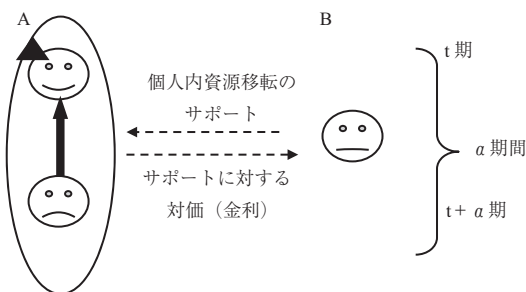 A
B
t 期
個人内資源移転の
サポート
サポートに対する
対価（金利）
α 期間
t + α 期